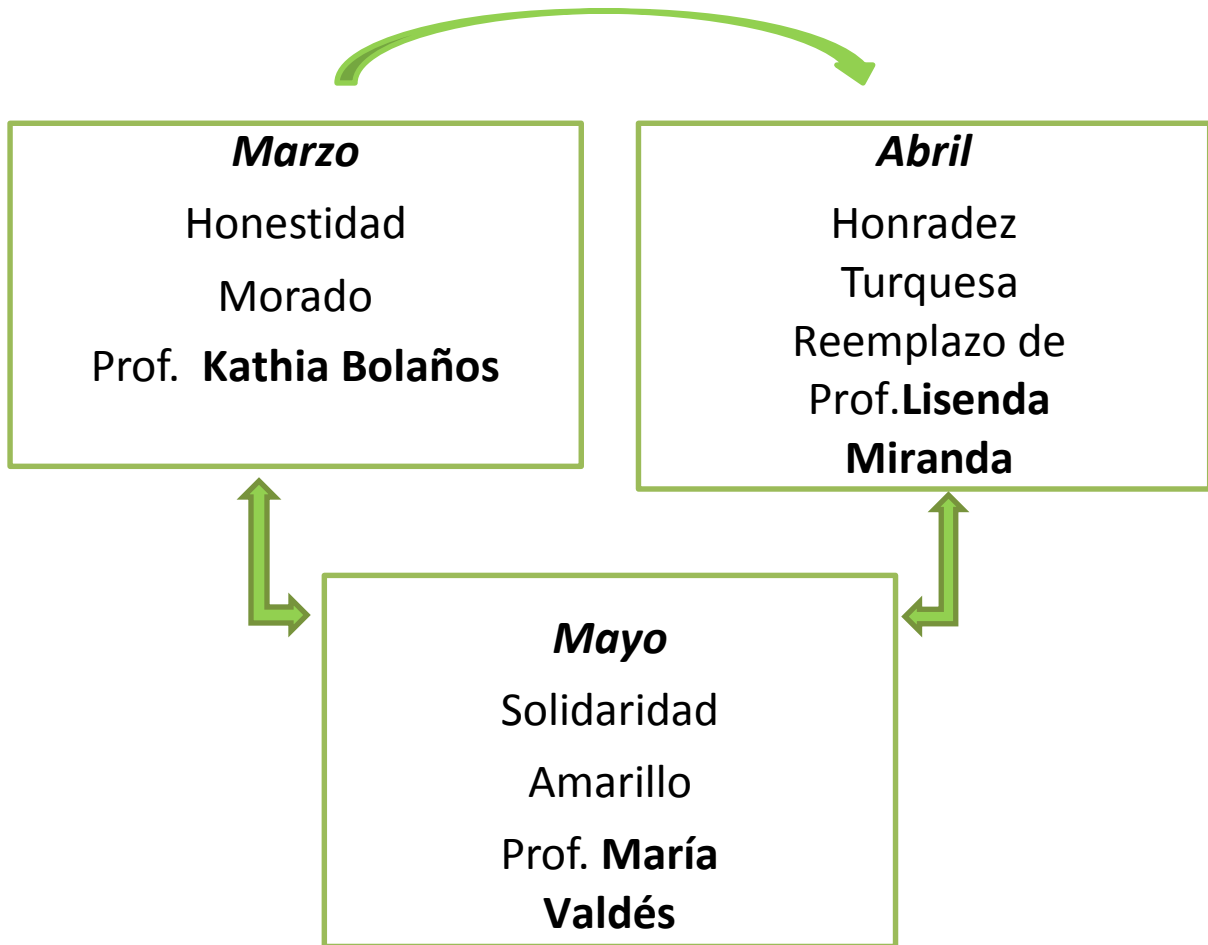 Marzo
Honestidad
Morado
Prof. Kathia Bolaños
Abril
Honradez
Turquesa
Reemplazo de
Prof.Lisenda
Miranda
Mayo
Solidaridad
Amarillo
Prof. María
Valdés